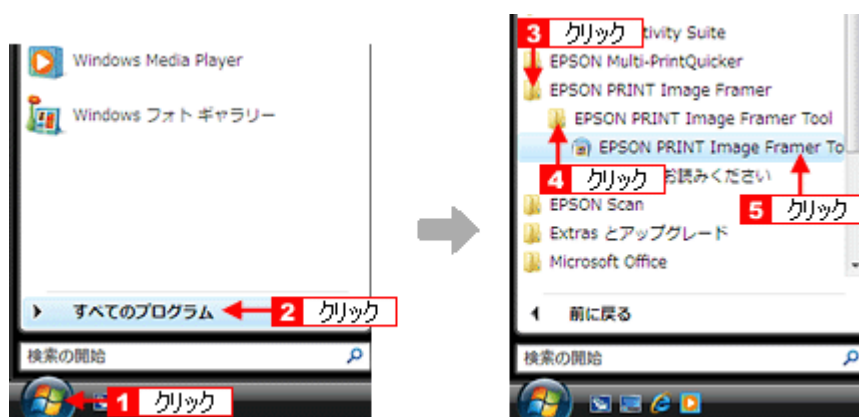 Windows Media Player
Windows フォト ギャラリー
すべてのプログラム
2 クリック
検索の開始
1 クリック
3 クリック
tivity Suite
EPSON Multi-PrintQuicker
EPSON PRINT Image Framer
EPSON PRINT Image Framer Tool
EPSON PRINT Image Framer To
4 クリック
お読みください
EPSON Scan
5 クリック
Extras とアップグレード
Microsoft Office
前に戻る
検索の開始